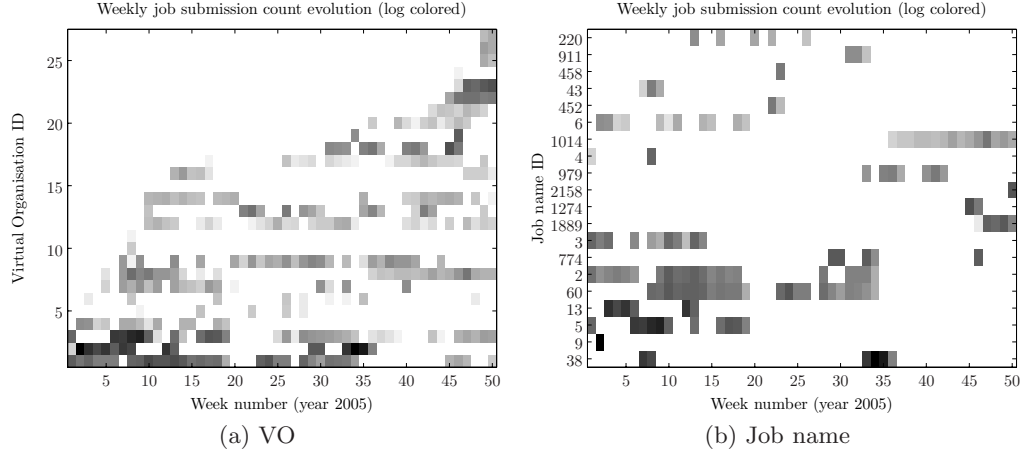 Weekly job submission count evolution (log colored)
25
20
15
10
5
Virtual Organisation ID
5 10 15 20 25 30 35 40 45 50
Week number (year 2005)
(a) VO
Weekly job submission count evolution (log colored)
220
911
458
43
452
6
1014
4
979
2158
1274
1889
3
774
2
60
13
5
9
38
Job name ID
5 10 15 20 25 30 35 40 45 50
Week number (year 2005)
(b) Job name